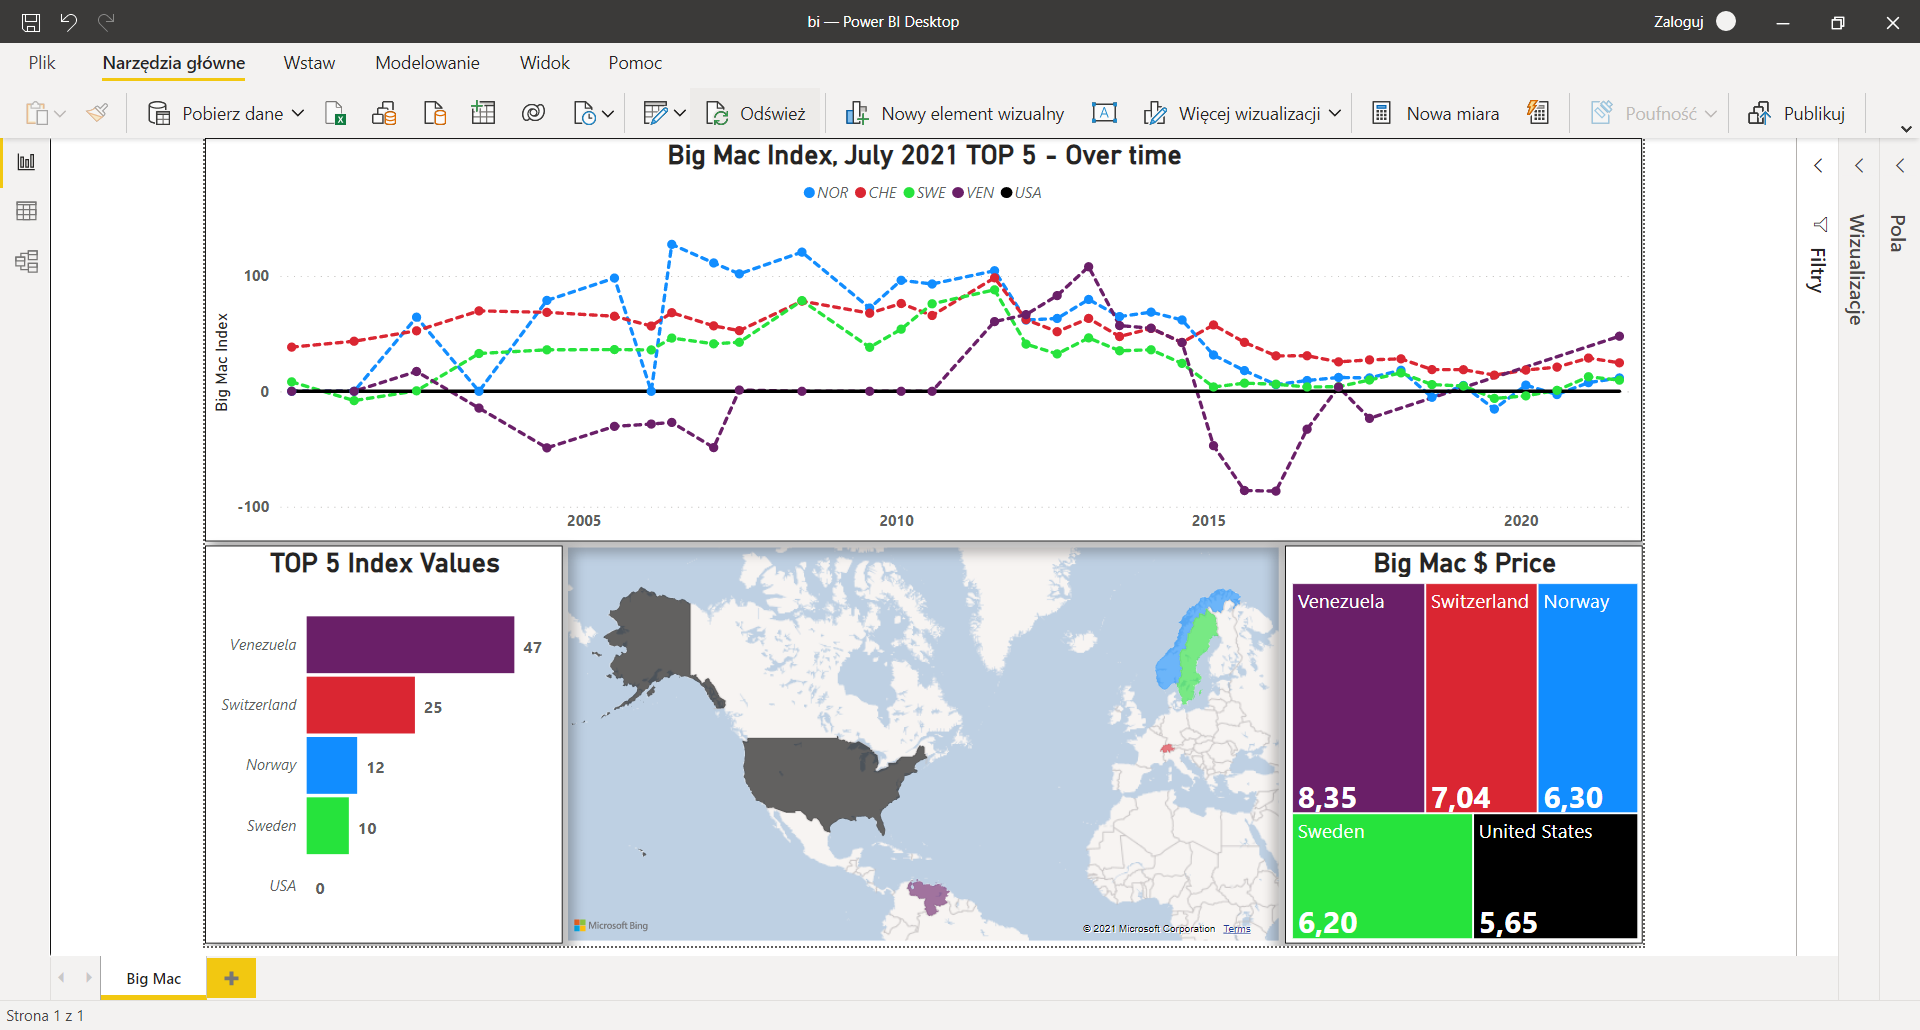 bi — Power BI Desktop
Zaloguj
Plik
Narzędzia główne
Wstaw
Modelowanie
Widok
Pomoc
Pobierz dane
Odśwież
Nowy element wizualny
Więcej wizualizacji
Nowa miara
Poufność
Publikuj
Big Mac Index, July 2021 TOP 5 - Over time
NOR CHE SWE VEN USA
Big Mac Index
100
0
-100
2005 2010 2015 2020
Filtry
Wizualizacje
Pola
TOP 5 Index Values
Venezuela 47
Switzerland 25
Norway 12
Sweden 10
USA 0
Microsoft Bing
© 2021 Microsoft Corporation Terms
Big Mac $ Price
Venezuela
8,35
Switzerland
7,04
Norway
6,30
Sweden
6,20
United States
5,65
Big Mac
Strona 1 z 1